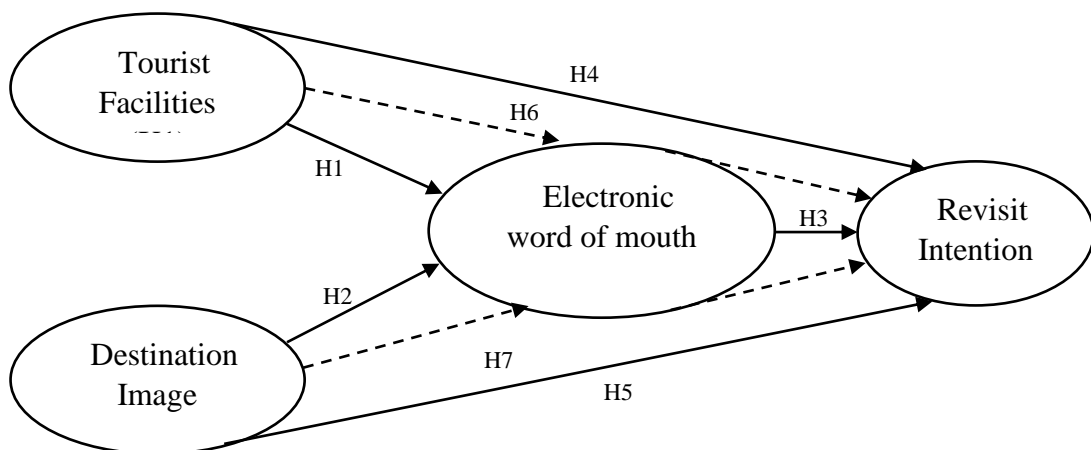 Tourist
Facilities
H4
H6
H1
Electronic
word of mouth
H3
Revisit
Intention
H2
Destination
Image
H7
H5